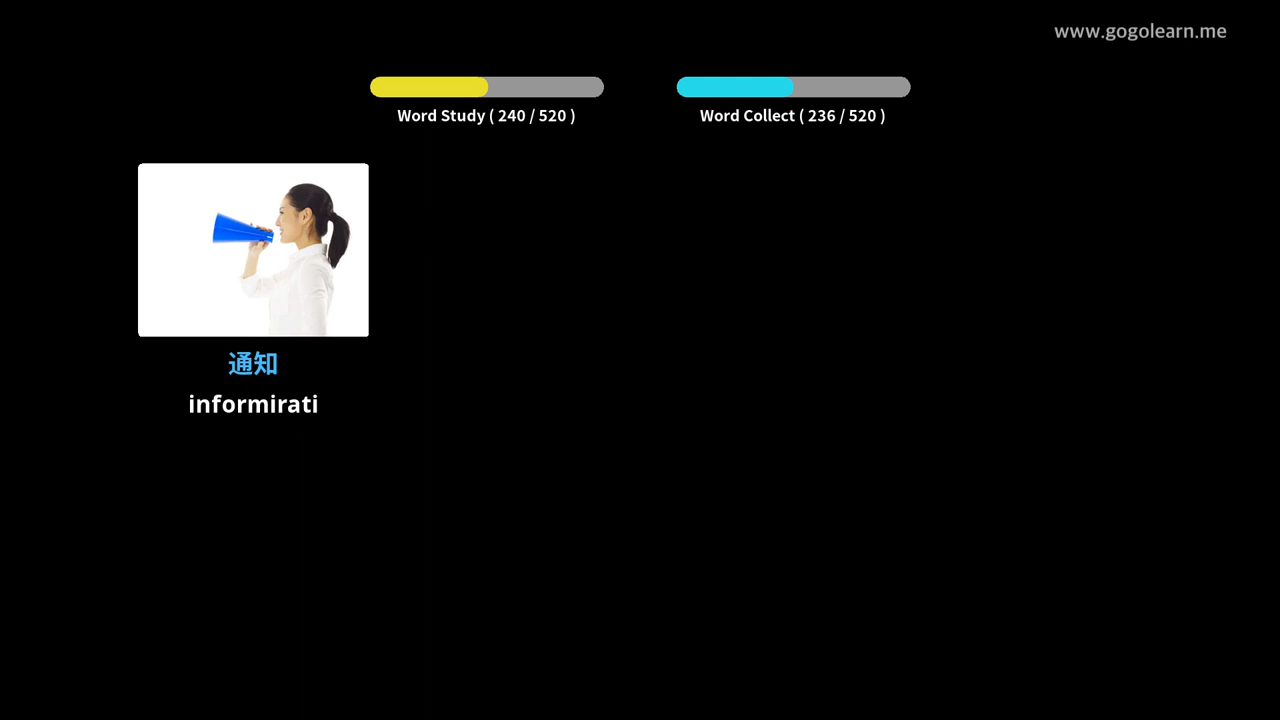 www.gogolearn.me
Word Study ( 240 / 520 )
Word Collect ( 236 / 520 )
通知
informirati